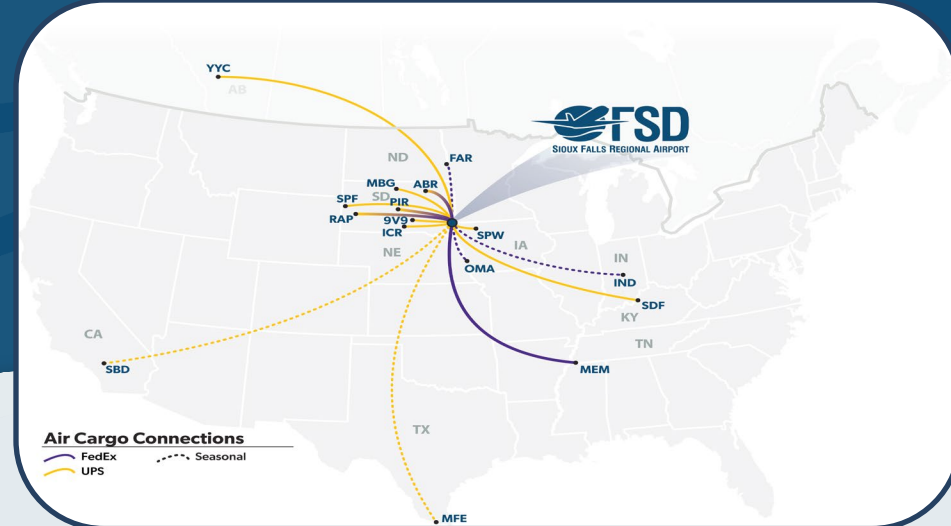 YYC
AB
FSD
SIOUX FALLS REGIONAL AIRPORT
ND
FAR
MBG
ABR
SPF
SD
PIR
RAP
9V9
ICR
SPW
IA
NE
OMA
IN
IND
SDF
KY
CA
TN
SBD
MEM
TX
Air Cargo Connections
FedEx
Seasonal
UPS
MFE